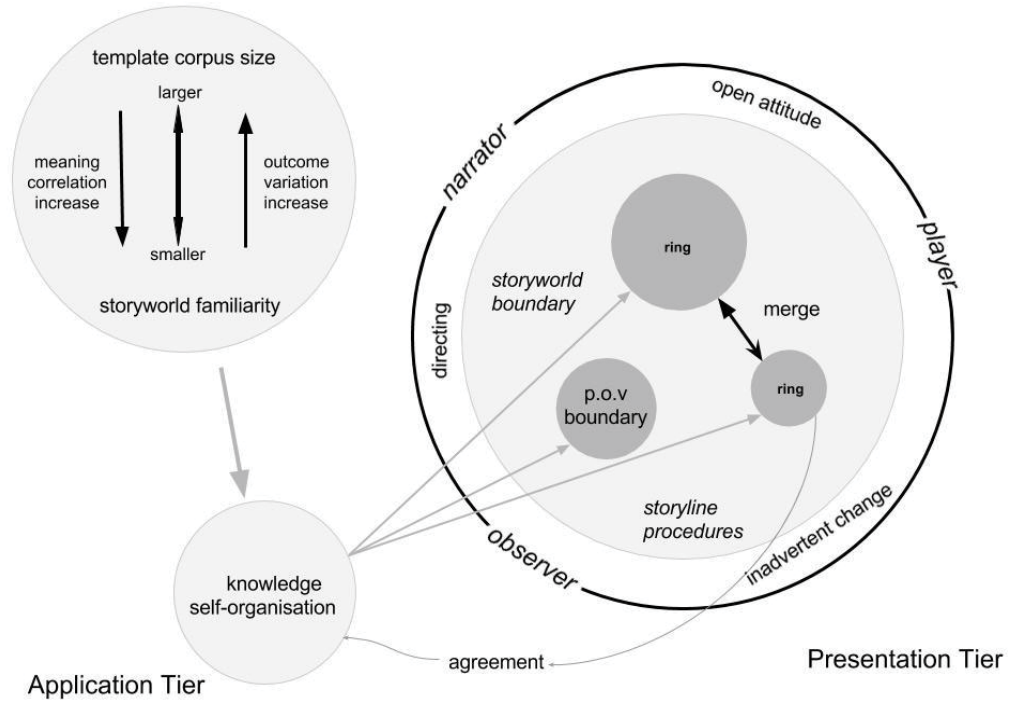 template corpus size
larger
meaning
correlation
increase
outcome
variation
increase
smaller
storyworld familiarity
knowledge
self-organisation
Application Tier
narrator
open attitude
player
directing
storyworld
boundary
ring
merge
ring
p.o.v
boundary
storyline
procedures
observer
inadvertent change
agreement
Presentation Tier